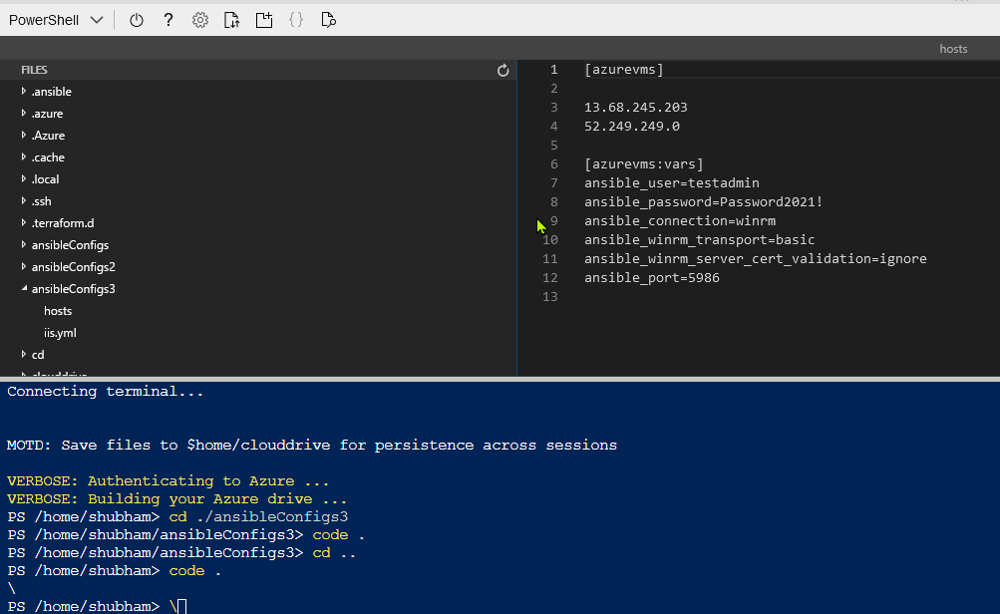 PowerShell
?
{}
hosts
FILES
.ansible
.azure
.Azure
.cache
.local
.ssh
.terraform.d
ansibleConfigs
ansibleConfigs2
ansibleConfigs3
hosts
iis.yml
cd
clouddrive
1 [azurevms]
2
3 13.68.245.203
4 52.249.249.0
5
6 [azurevms:vars]
7 ansible_user=testadmin
8 ansible_password=Password2021!
9 ansible_connection=winrm
10 ansible_winrm_transport=basic
11 ansible_winrm_server_cert_validation=ignore
12 ansible_port=5986
13
Connecting terminal...
MOTD: Save files to $home/clouddrive for persistence across sessions
VERBOSE: Authenticating to Azure ...
VERBOSE: Building your Azure drive ...
PS /home/shubham> cd ./ansibleConfigs3
PS /home/shubham/ansibleConfigs3> code .
PS /home/shubham/ansibleConfigs3> cd ..
PS /home/shubham> code .
\
PS /home/shubham> \